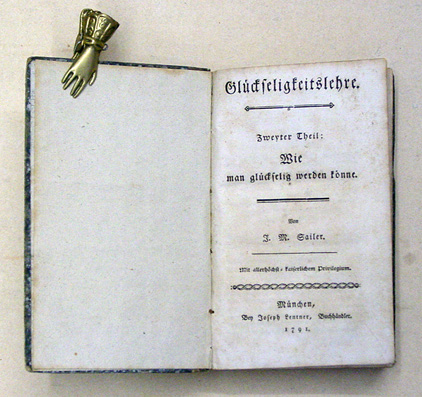 Glückseligkeitslehre.
Zweyter Theil:
Wie
man glückselig werden könne.
Von
J. M. Sailer.
Mit allerhöchst-kaiserlichem Privilegium.
München,
Bey Joseph Lentner, Buchhändler.
1791.